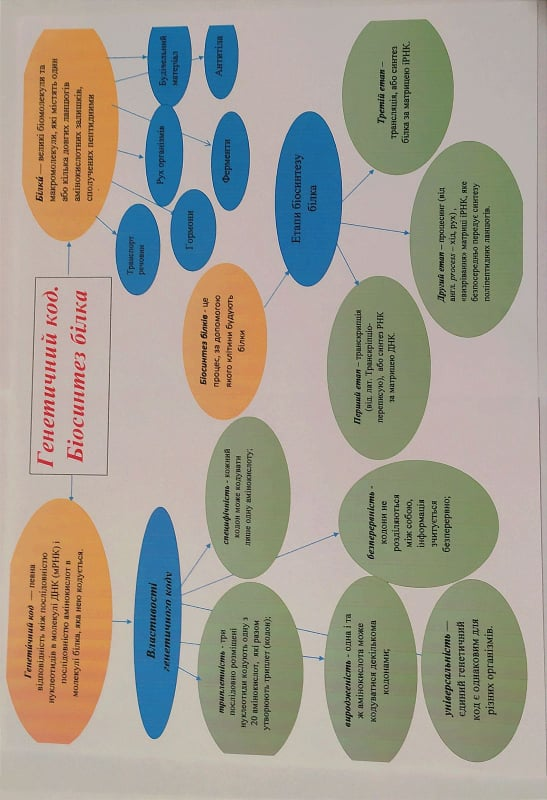 Генетичний код.
Біосинтез білка
Генетичний код — певна
відповідність між послідовністю
нуклеотидів в молекулі ДНК (мРНК) і
послідовністю амінокислот в
молекулі білка, яка нею кодується.
Білки́ — великі біомолекули та
макромолекули, які містять один
або кілька довгих ланцюгів
амінокислотних залишків,
сполучених пептидними
Властивості
генетичного коду
триплетність - три
послідовно розміщені
нуклеотиди кодують одну з
20 амінокислот, які разом
утворюють триплет (кодон);
специфічність - кожний
кодон може кодувати
лише одну амінокислоту;
виродженість - одна і та
ж амінокислота може
кодуватися декількома
кодонами;
безперервність -
кодони не
розділяються
між собою,
інформація
зчитується
безперервно;
універсальність —
єдиний генетичний
код є однаковим для
різних організмів.
Транспорт
речовин
Гормони
Рух організмів
Ферменти
Будівельний
матеріал
Антитіла
Біосинтез білків - це
процес, за допомогою
якого клітини будують
білки
Етапи біосинтезу
білка
Перший етап – транскрипція
(від. лат. Транскріпціо-
переписую), або синтез РНК
за матрицею ДНК.
Другий етап – процесинг (від
англ. process – хід, рух) ,
«визрівання» матриці іРНК, яке
безпосередньо передує синтезу
поліпептидних ланцюгів.
Третій етап –
трансляція, або синтез
білка за матрицею іРНК.